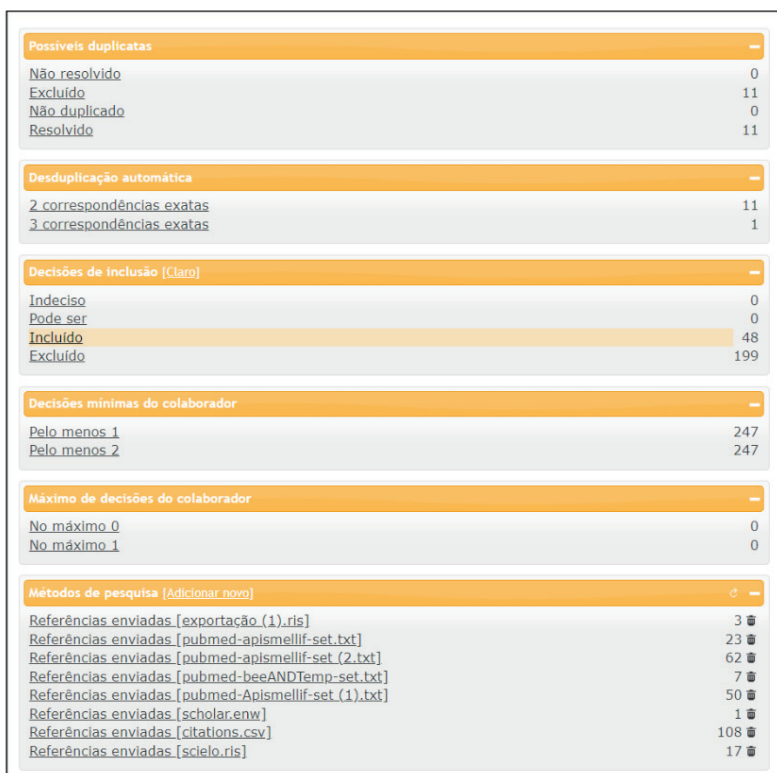 Possíveis duplicatas
Não resolvido 0
Excluído 11
Não duplicado 0
Resolvido 11
Desduplicação automática
2 correspondências exatas 11
3 correspondências exatas 1
Decisões de inclusão [Claro]
Indeciso 0
Pode ser 0
Incluído 48
Excluído 199
Decisões mínimas do colaborador
Pelo menos 1 247
Pelo menos 2 247
Máximo de decisões do colaborador
No máximo 0 0
No máximo 1 0
Métodos de pesquisa [Adicionar novo]
Referências enviadas [exportação (1).ris] 3
Referências enviadas [pubmed-apismellif-set.txt] 23
Referências enviadas [pubmed-apismellif-set (2.txt] 62
Referências enviadas [pubmed-beeANDTemp-set.txt] 7
Referências enviadas [pubmed-Apismellif-set (1).txt] 50
Referências enviadas [scholar.enw] 1
Referências enviadas [citations.csv] 108
Referências enviadas [scielo.ris] 17